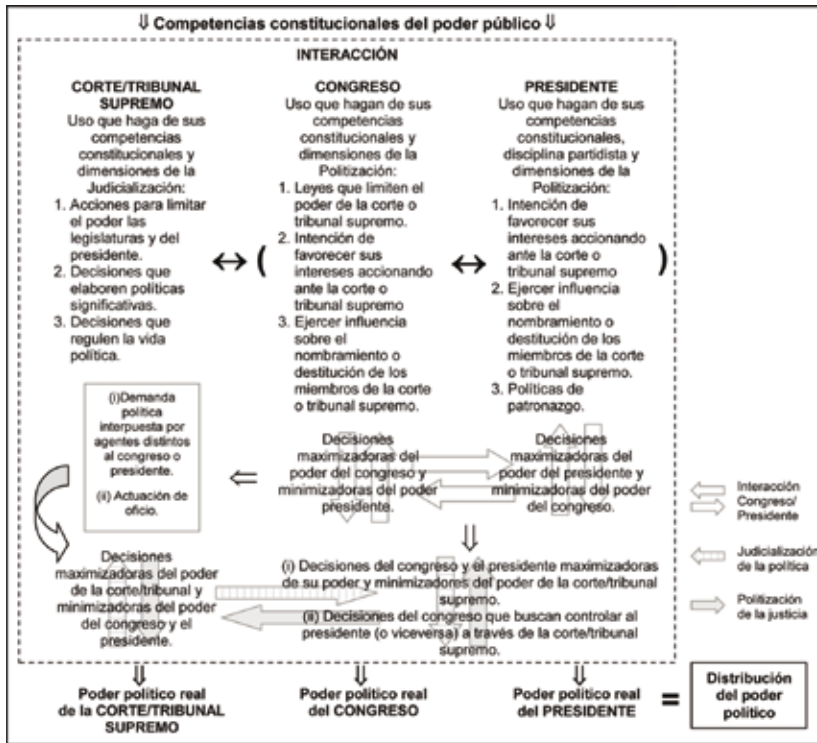 Competencias constitucionales del poder público
INTERACCIÓN
CORTE/TRIBUNAL
SUPREMO
Uso que haga de sus
competencias
constitucionales y
dimensiones de la
Judicialización:
1. Acciones para limitar
el poder las
legislaturas y del
presidente.
2. Decisiones que
elaboren políticas
significativas.
3. Decisiones que
regulen la vida
política.
CONGRESO
Uso que hagan de sus
competencias
constitucionales y
dimensiones de la
Politización:
1. Leyes que limiten el
poder de la corte o
tribunal supremo.
2. Intención de
favorecer sus
intereses accionando
ante la corte o
tribunal supremo
3. Ejercer influencia
sobre el
nombramiento o
destitución de los
miembros de la corte
o tribunal supremo.
PRESIDENTE
Uso que hagan de sus
competencias
constitucionales,
disciplina partidista y
dimensiones de la
Politización:
1. Intención de
favorecer sus
intereses accionando
ante la corte o
tribunal supremo
2. Ejercer influencia
sobre el
nombramiento o
destitución de los
miembros de la corte
o tribunal supremo.
3. Políticas de
patronazgo.
(i)Demanda
política
interpuesta por
agentes distintos
al congreso o
presidente.
(ii) Actuación de
oficio.
Decisiones
maximizadoras del
poder del congreso y
minimizadoras del poder
presidente.
Decisiones
maximizadoras del
poder del presidente y
minimizadoras del poder
del congreso.
Interacción
Congreso/
Presidente
Judicialización
de la política
Politización
de la justicia
Decisiones
maximizadoras del poder
de la corte/tribunal y
minimizadoras del poder
del congreso y el
presidente.
(i) Decisiones del congreso y el presidente maximizadoras
de su poder y minimizadores del poder de la corte/tribunal
supremo.
(ii) Decisiones del congreso que buscan controlar al
presidente (o viceversa) a través de la corte/tribunal
supremo.
Poder político real
de la CORTE/TRIBUNAL
SUPREMO
Poder político real
del CONGRESO
Poder político real
del PRESIDENTE
=
Distribución
del poder
político